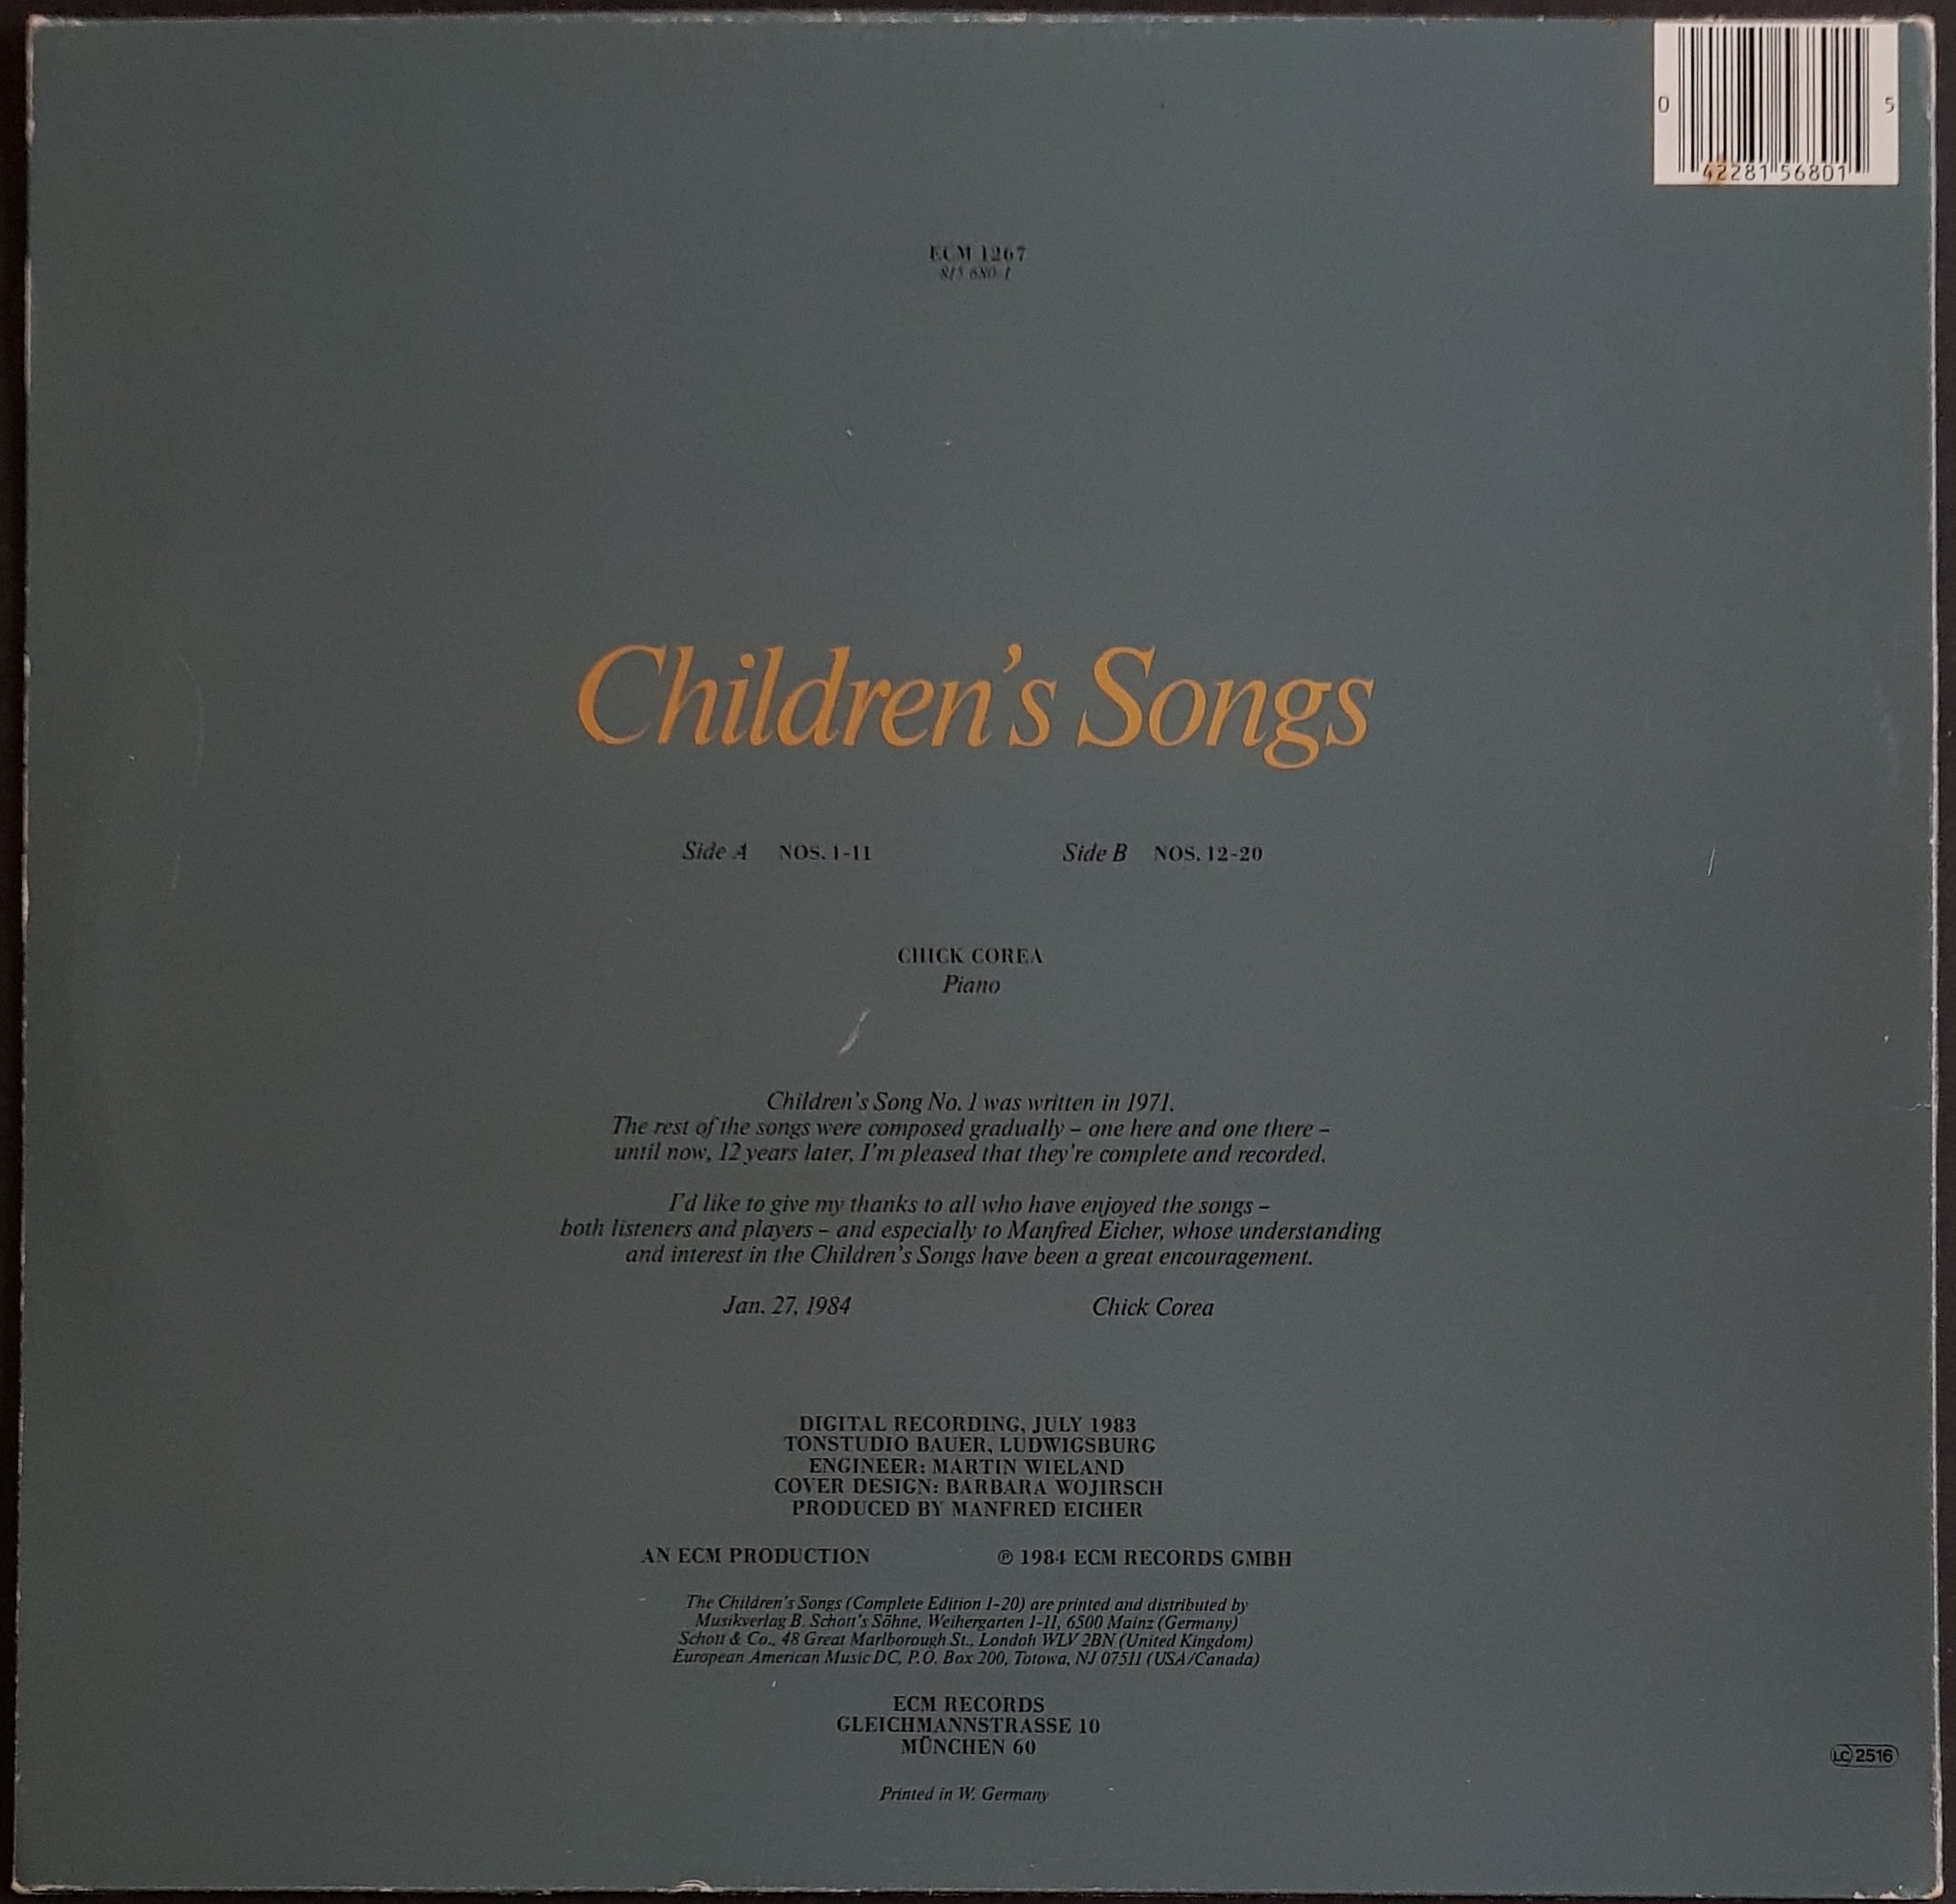 0 42281 56801 5
ECM 1267
815 680-1
Children's Songs
Side A NOS. 1-11 Side B NOS. 12-20
CHICK COREA
Piano
Children's Song No. 1 was written in 1971.
The rest of the songs were composed gradually – one here and one there –
until now, 12 years later, I'm pleased that they're complete and recorded.
I'd like to give my thanks to all who have enjoyed the songs –
both listeners and players – and especially to Manfred Eicher, whose understanding
and interest in the Children's Songs have been a great encouragement.
Jan. 27, 1984 Chick Corea
DIGITAL RECORDING, JULY 1983
TONSTUDIO BAUER, LUDWIGSBURG
ENGINEER: MARTIN WIELAND
COVER DESIGN: BARBARA WOJIRSCH
PRODUCED BY MANFRED EICHER
AN ECM PRODUCTION ℗ 1984 ECM RECORDS GMBH
The Children's Songs (Complete Edition 1-20) are printed and distributed by
Musikverlag B. Schott's Söhne, Weihergarten 1-11, 6500 Mainz (Germany)
Schott & Co., 48 Great Marlborough St., Londoh WLV 2BN (United Kingdom)
European American Music DC, P.O. Box 200, Totowa, NJ 07511 (USA/Canada)
ECM RECORDS
GLEICHMANNSTRASSE 10
MÜNCHEN 60
LC 2516
Printed in W. Germany